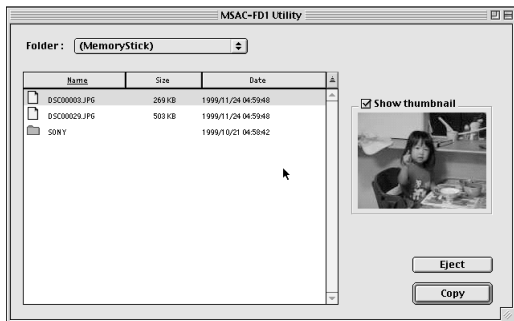 MSAC-FD1 Utility
Folder : (MemoryStick)
Name Size Date
DSC00003.JPG 269 KB 1999/11/24 04:59:48
DSC00029.JPG 503 KB 1999/11/24 04:59:48
SONY 1999/10/21 04:58:42
Show thumbnail
Eject
Copy